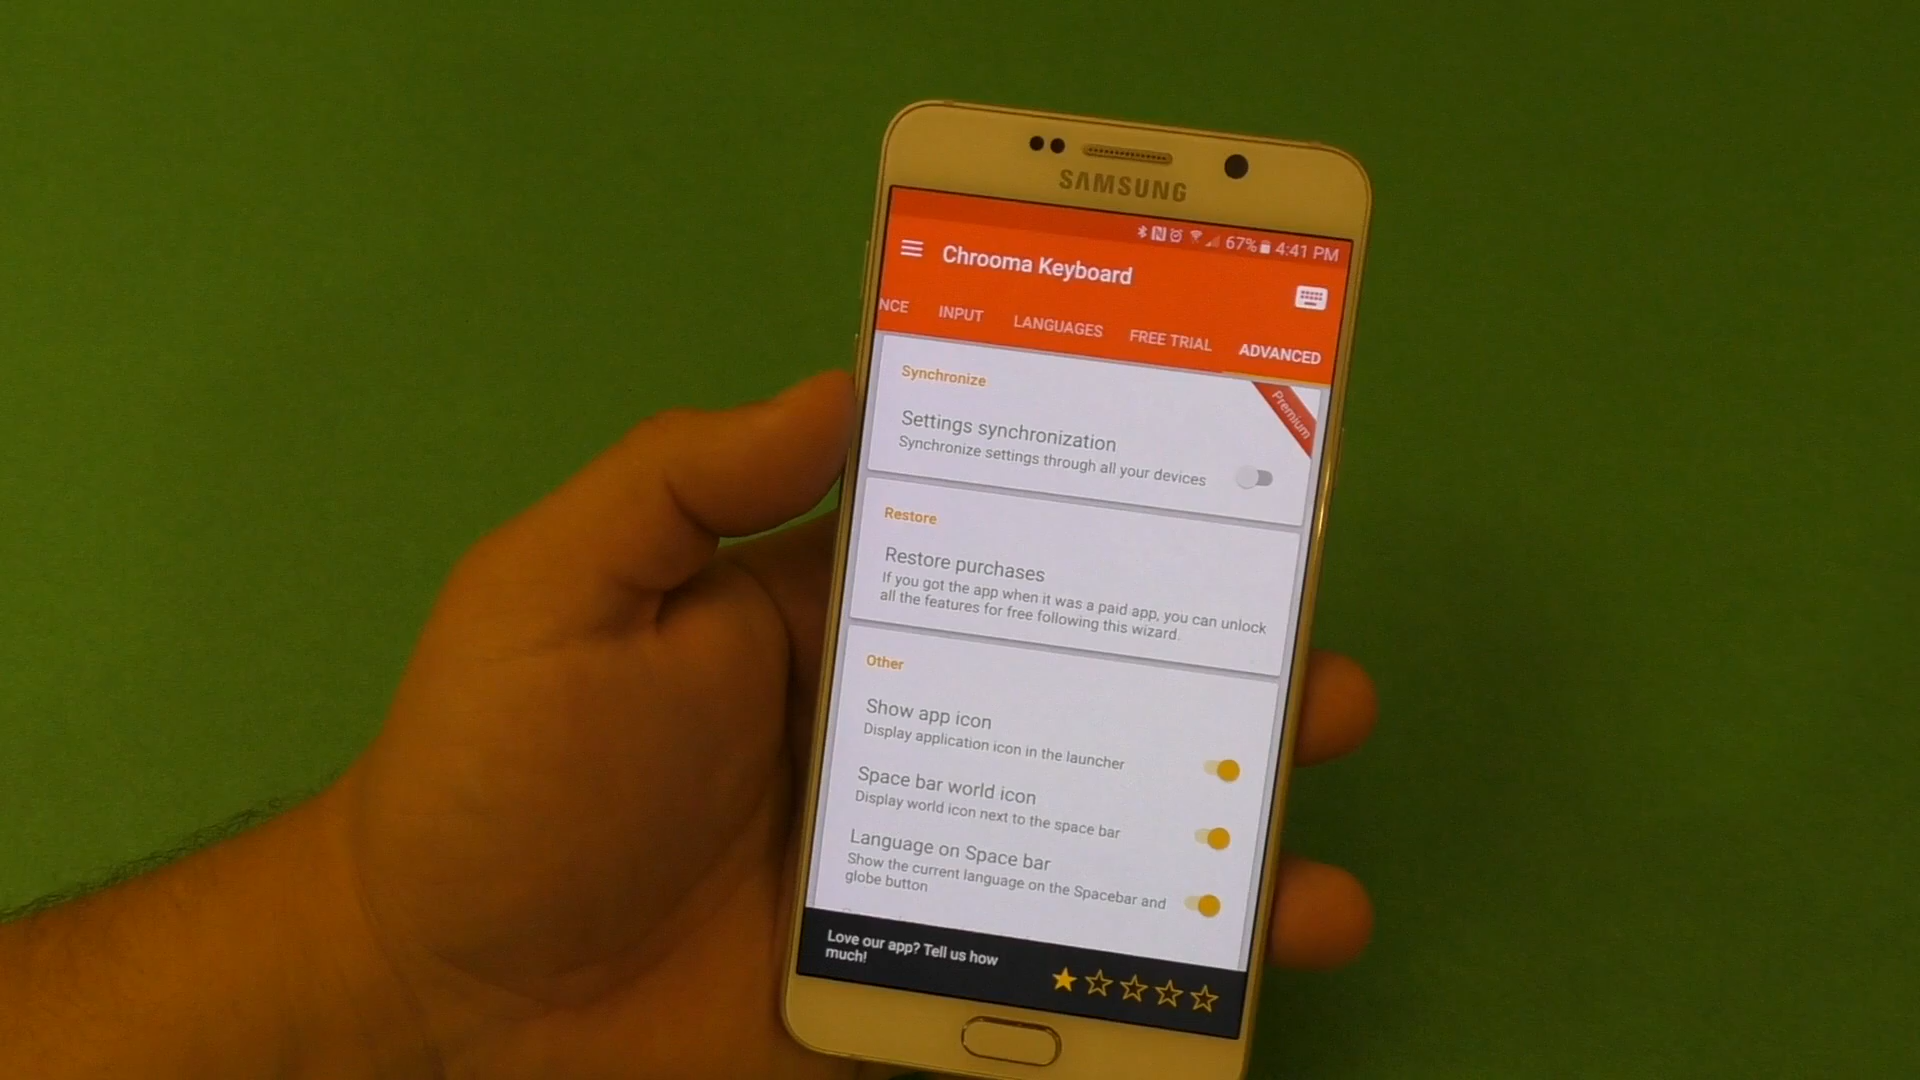 SAMSUNG
67% 4:41 PM
Chrooma Keyboard
NCE INPUT LANGUAGES FREE TRIAL ADVANCED
Synchronize
Premium
Settings synchronization
Synchronize settings through all your devices
Restore
Restore purchases
If you got the app when it was a paid app, you can unlock
all the features for free following this wizard.
Other
Show app icon
Display application icon in the launcher
Space bar world icon
Display world icon next to the space bar
Language on Space bar
Show the current language on the Spacebar and
globe button
Love our app? Tell us how
much!